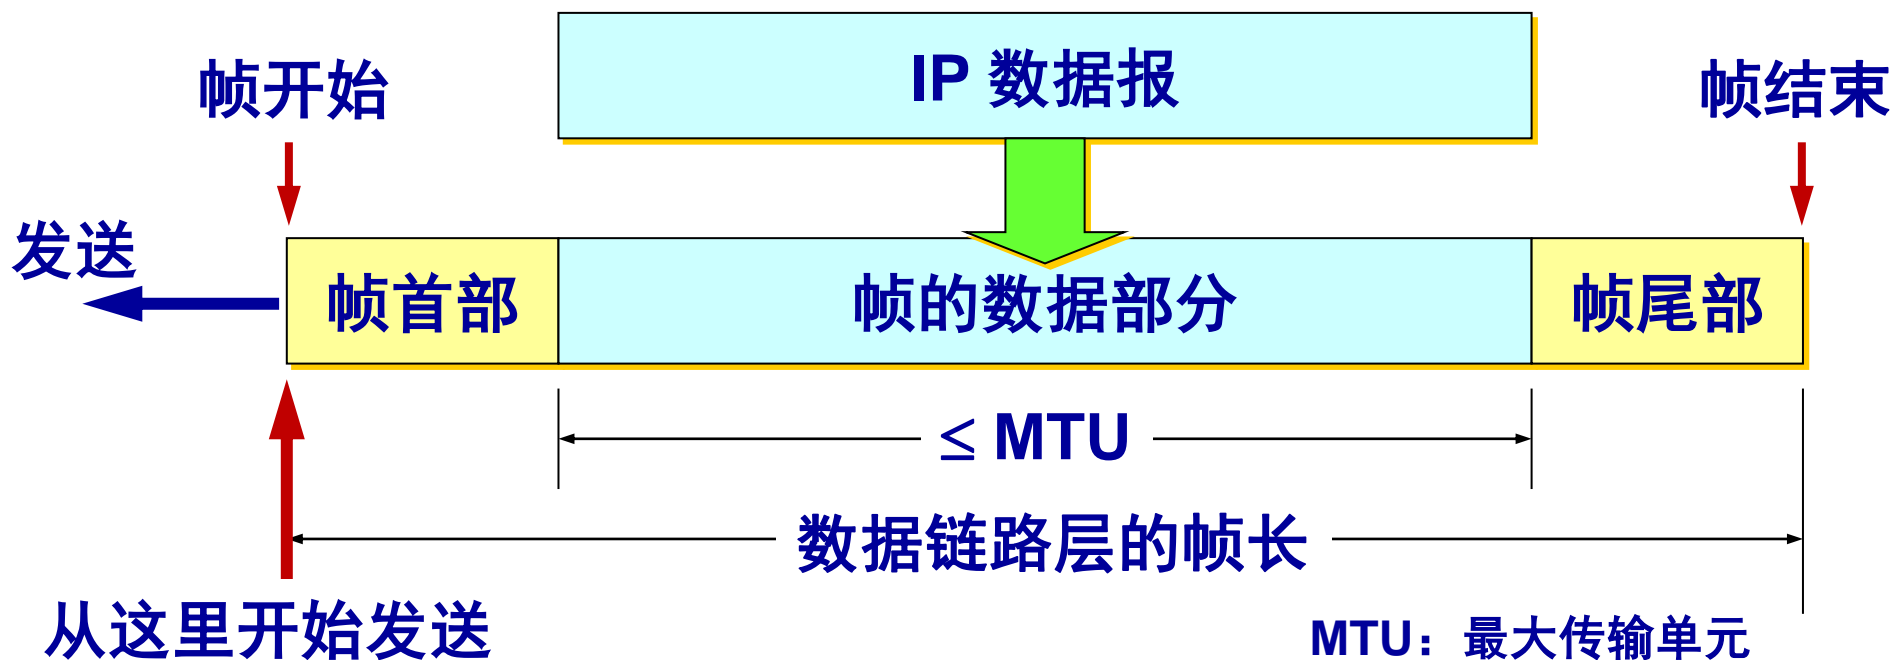 IP 数据报
帧开始
帧结束
发送
帧首部
帧的数据部分
帧尾部
≤ MTU
数据链路层的帧长
从这里开始发送
MTU：最大传输单元